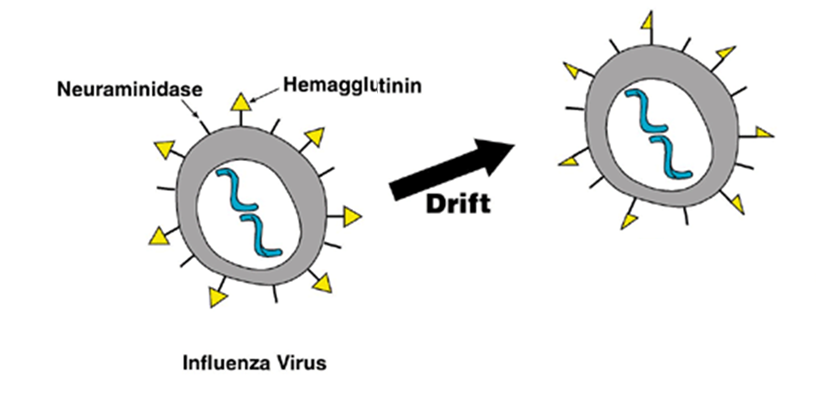 Neuraminidase
Hemagglutinin
Drift
Influenza Virus